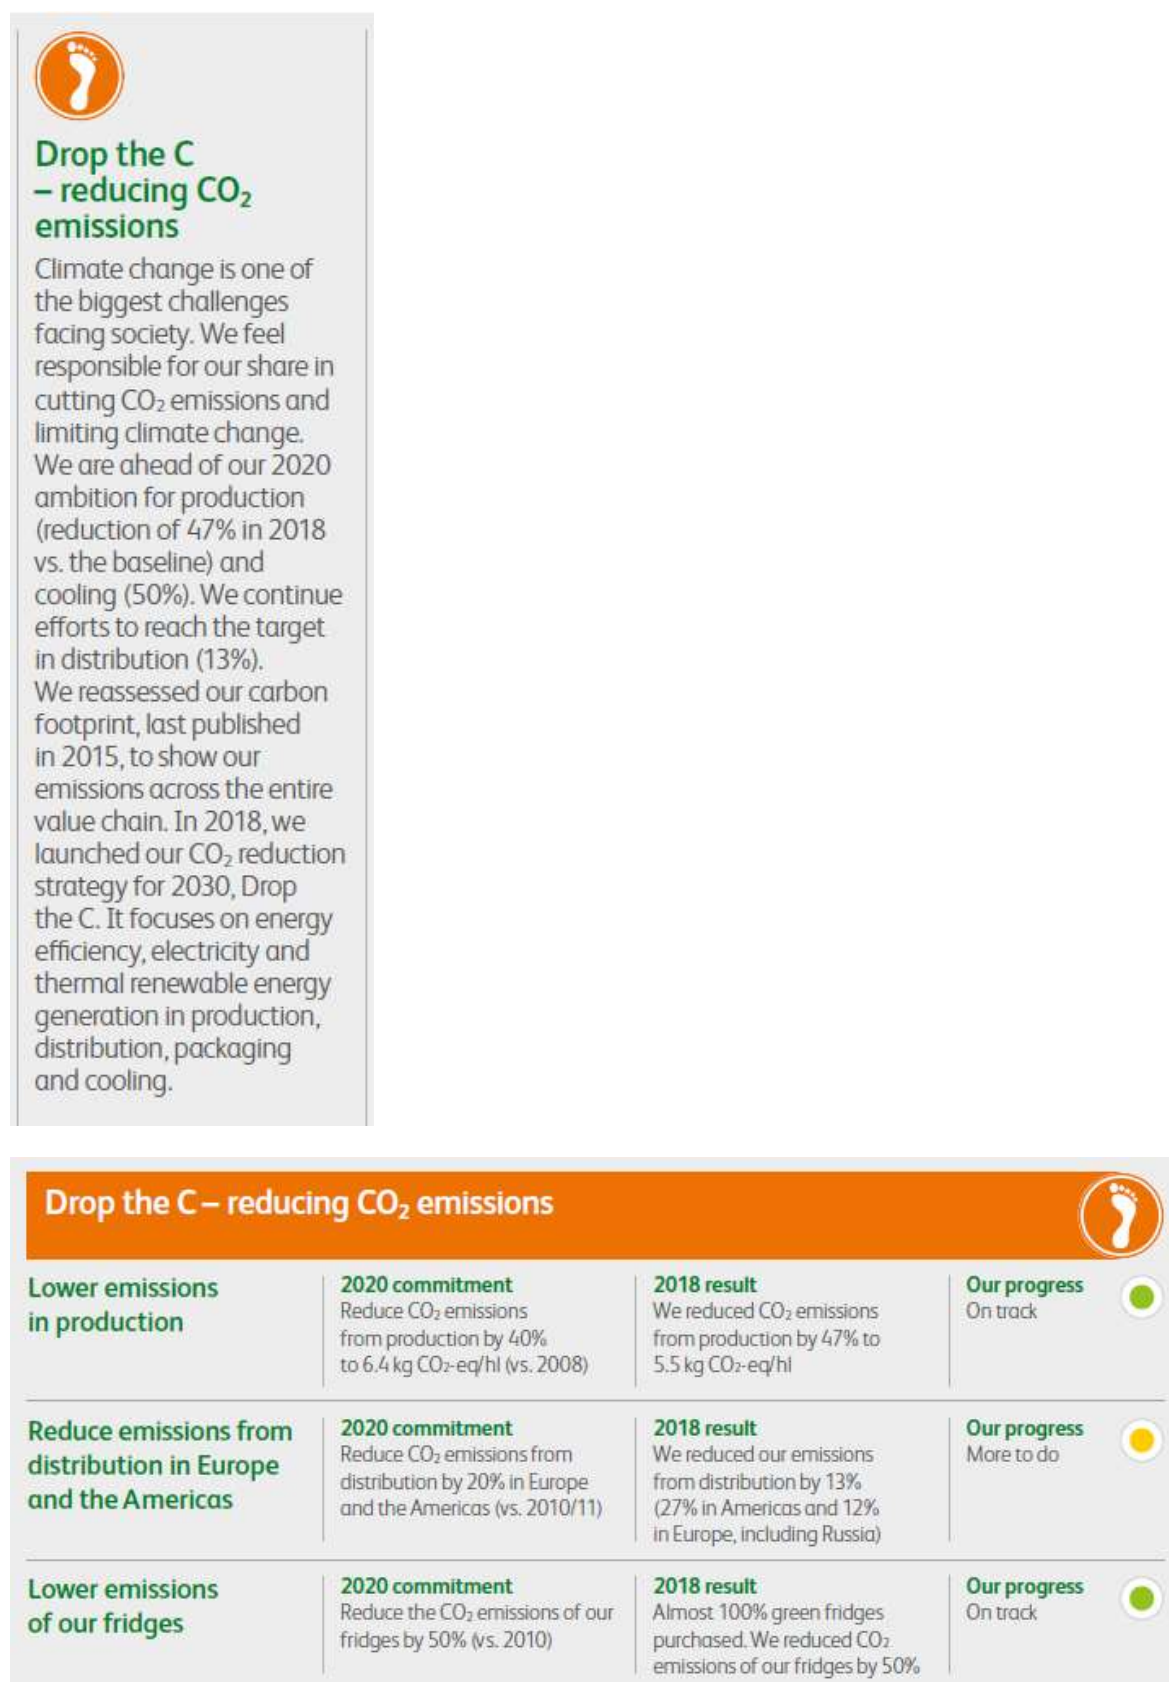 Drop the C
– reducing CO₂
emissions
Climate change is one of
the biggest challenges
facing society. We feel
responsible for our share in
cutting CO₂ emissions and
limiting climate change.
We are ahead of our 2020
ambition for production
(reduction of 47% in 2018
vs. the baseline) and
cooling (50%). We continue
efforts to reach the target
in distribution (13%).
We reassessed our carbon
footprint, last published
in 2015, to show our
emissions across the entire
value chain. In 2018, we
launched our CO₂ reduction
strategy for 2030, Drop
the C. It focuses on energy
efficiency, electricity and
thermal renewable energy
generation in production,
distribution, packaging
and cooling.
Drop the C – reducing CO₂ emissions
Lower emissions
in production
2020 commitment
Reduce CO₂ emissions
from production by 40%
to 6.4 kg CO₂-eq/hl (vs. 2008)
2018 result
We reduced CO₂ emissions
from production by 47% to
5.5 kg CO₂-eq/hl
Our progress
On track
Reduce emissions from
distribution in Europe
and the Americas
2020 commitment
Reduce CO₂ emissions from
distribution by 20% in Europe
and the Americas (vs. 2010/11)
2018 result
We reduced our emissions
from distribution by 13%
(27% in Americas and 12%
in Europe, including Russia)
Our progress
More to do
Lower emissions
of our fridges
2020 commitment
Reduce the CO₂ emissions of our
fridges by 50% (vs. 2010)
2018 result
Almost 100% green fridges
purchased. We reduced CO₂
emissions of our fridges by 50%
Our progress
On track